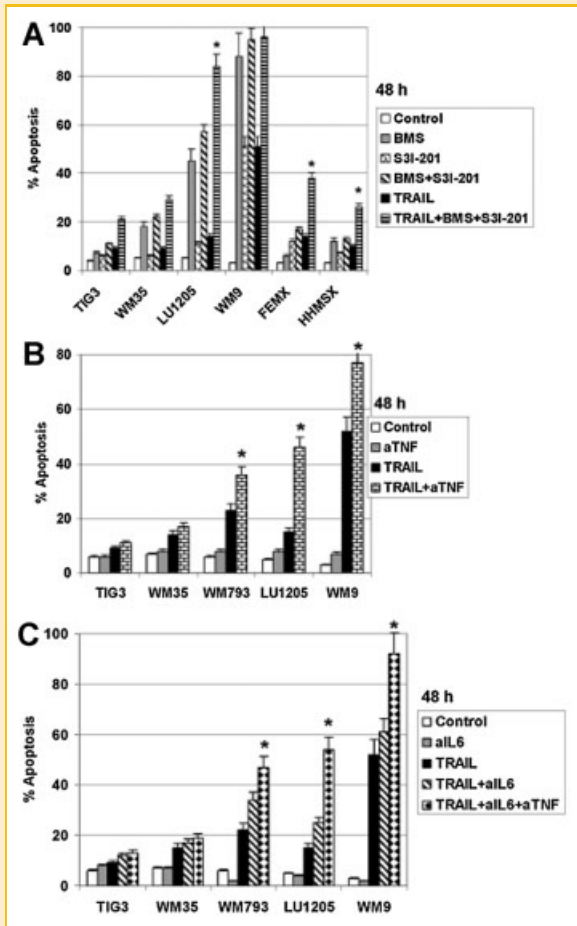 A
% Apoptosis
100
80
60
40
20
0
*
*
*
TIG3
WM35
LU1205
WM9
FEMX
HHMSX
48 h
Control
BMS
S3I-201
BMS+S3I-201
TRAIL
TRAIL+BMS+S3I-201
B
% Apoptosis
80
60
40
20
0
*
*
*
TIG3
WM35
WM793
LU1205
WM9
48 h
Control
aTNF
TRAIL
TRAIL+aTNF
C
% Apoptosis
100
80
60
40
20
0
*
*
*
TIG3
WM35
WM793
LU1205
WM9
48 h
Control
aIL6
TRAIL
TRAIL+aIL6
TRAIL+aIL6+aTNF